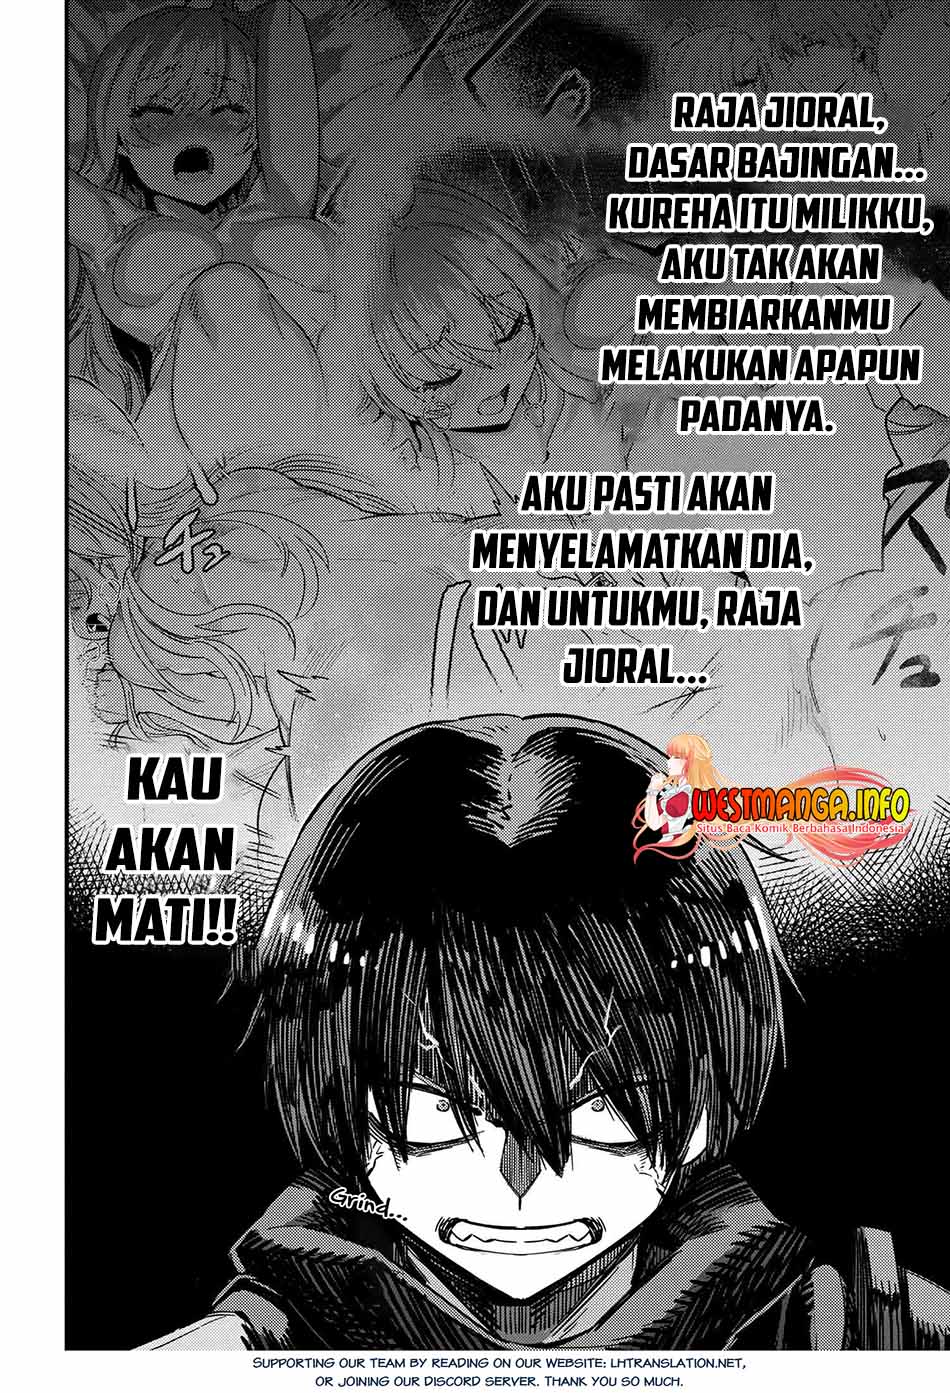 RAJA JIORAL,
DASAR BAJINGAN...
KUREHA ITU MILIKKU,
AKU TAK AKAN
MEMBIARKANMU
MELAKUKAN APAPUN
PADANYA.
AKU PASTI AKAN
MENYELAMATKAN DIA,
DAN UNTUKMU, RAJA
JIORAL...
KAU
AKAN
MATI!!!
WESTMANGA.INFO
Situs Baca Komik Berbahasa Indonesia
Grind...
SUPPORTING OUR TEAM BY READING ON OUR WEBSITE: LHTRANSLATION.NET,
OR JOINING OUR DISCORD SERVER. THANK YOU SO MUCH.